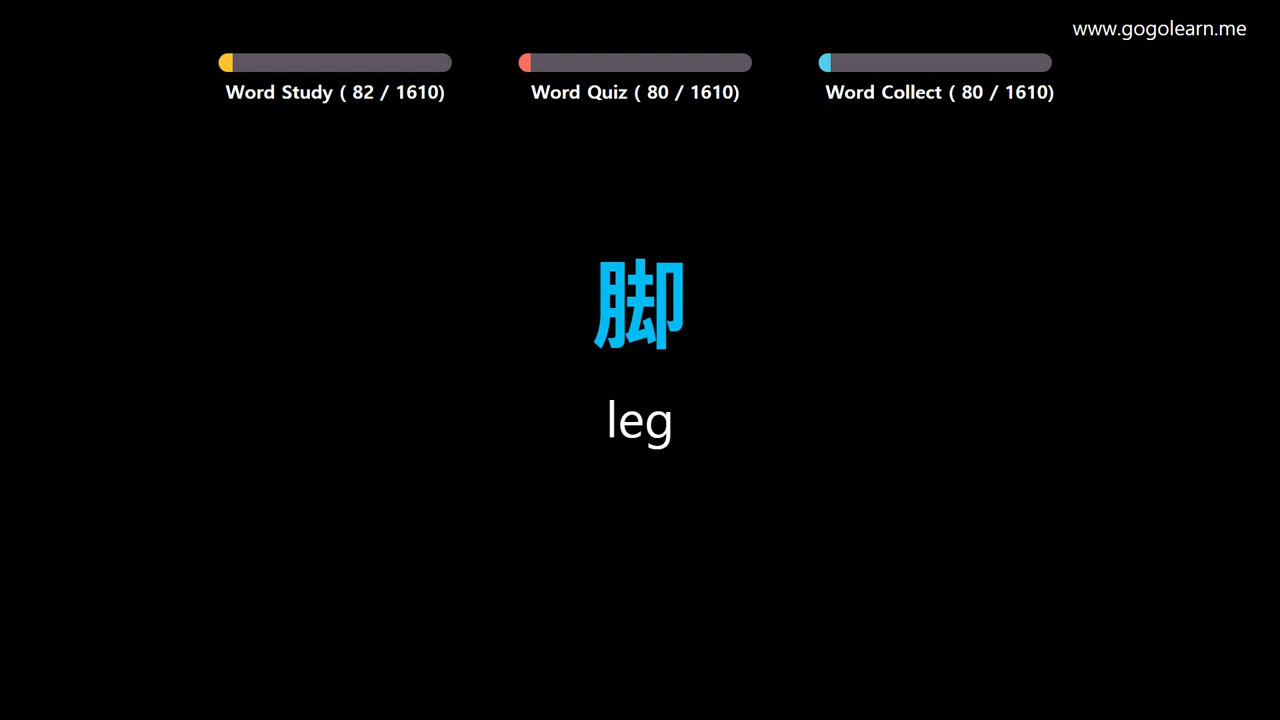 www.gogolearn.me
Word Study ( 82 / 1610)
Word Quiz ( 80 / 1610)
Word Collect ( 80 / 1610)
脚
leg